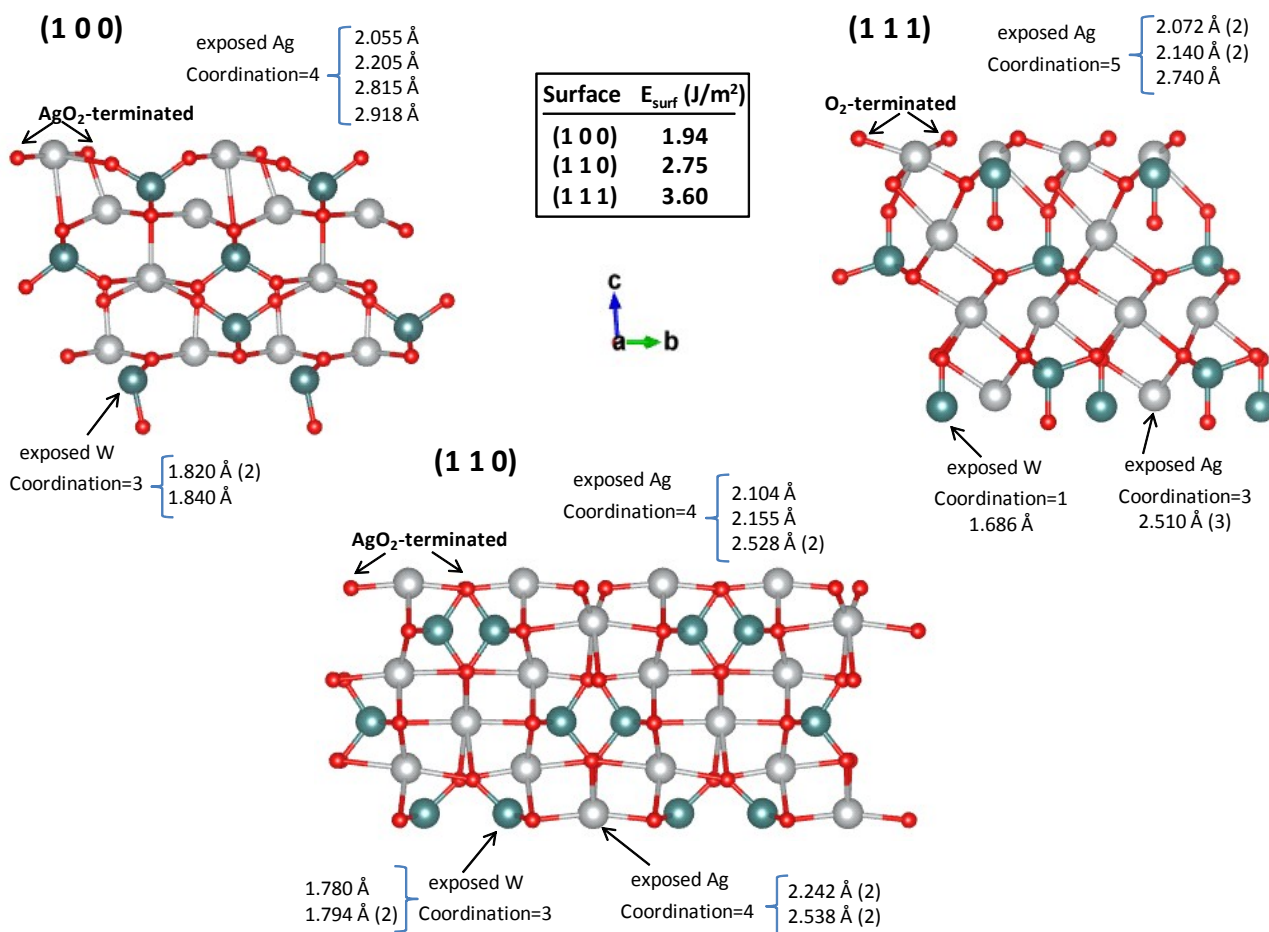 (1 0 0)
exposed Ag
Coordination=4
2.055 Å
2.205 Å
2.815 Å
2.918 Å
AgO₂-terminated
exposed W
Coordination=3
1.820 Å (2)
1.840 Å
Surface E_surf (J/m²)
(1 0 0) 1.94
(1 1 0) 2.75
(1 1 1) 3.60
c
a
b
(1 1 1)
exposed Ag
Coordination=5
2.072 Å (2)
2.140 Å (2)
2.740 Å
O₂-terminated
exposed W
Coordination=1
1.686 Å
exposed Ag
Coordination=3
2.510 Å (3)
(1 1 0)
exposed Ag
Coordination=4
2.104 Å
2.155 Å
2.528 Å (2)
AgO₂-terminated
1.780 Å
1.794 Å (2)
exposed W
Coordination=3
exposed Ag
Coordination=4
2.242 Å (2)
2.538 Å (2)